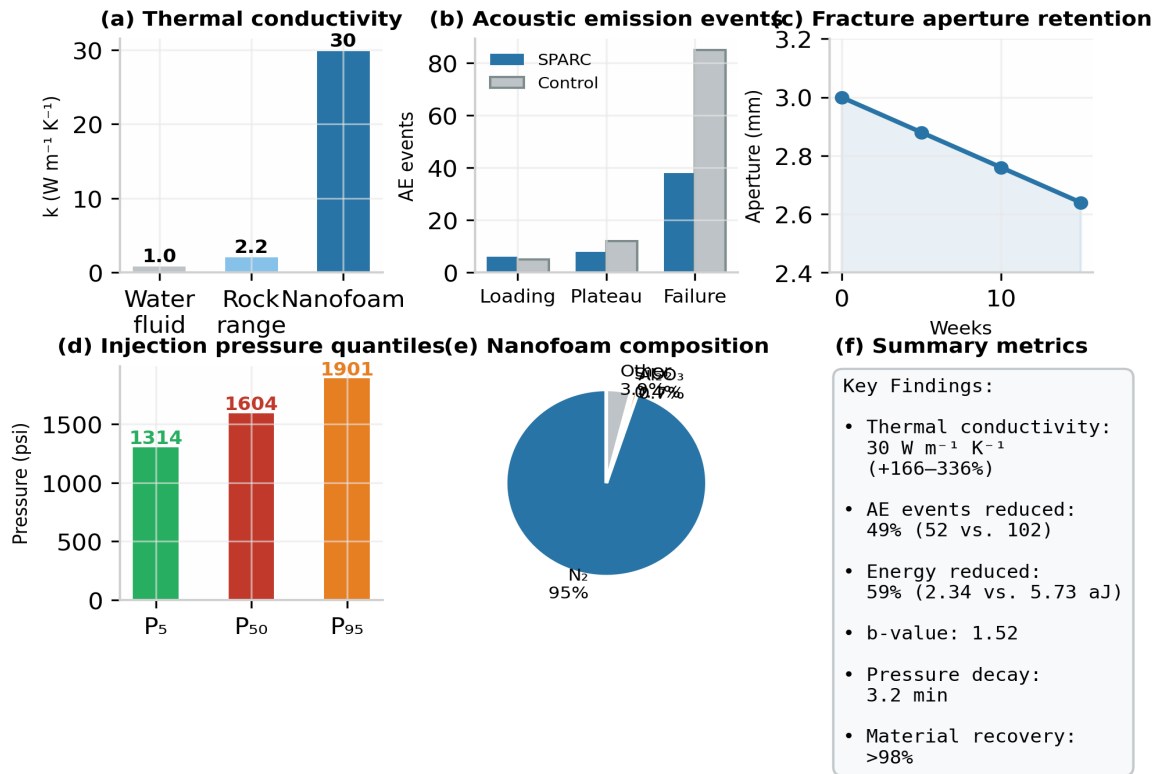 (a) Thermal conductivity
k (W m⁻¹ K⁻¹)
30
20
10
0
1.0
2.2
30
Water
fluid
Rock
range
Nanofoam
(b) Acoustic emission events
AE events
80
60
40
20
0
SPARC
Control
Loading
Plateau
Failure
(c) Fracture aperture retention
Aperture (mm)
3.2
3.0
2.8
2.6
2.4
0
10
Weeks
(d) Injection pressure quantiles
Pressure (psi)
1500
1000
500
0
1314
1604
1901
P₅
P₅₀
P₉₅
(e) Nanofoam composition
Other
N₂
95%
(f) Summary metrics
Key Findings:
• Thermal conductivity:
30 W m⁻¹ K⁻¹
(+166–336%)
• AE events reduced:
49% (52 vs. 102)
• Energy reduced:
59% (2.34 vs. 5.73 aJ)
• b-value: 1.52
• Pressure decay:
3.2 min
• Material recovery:
>98%